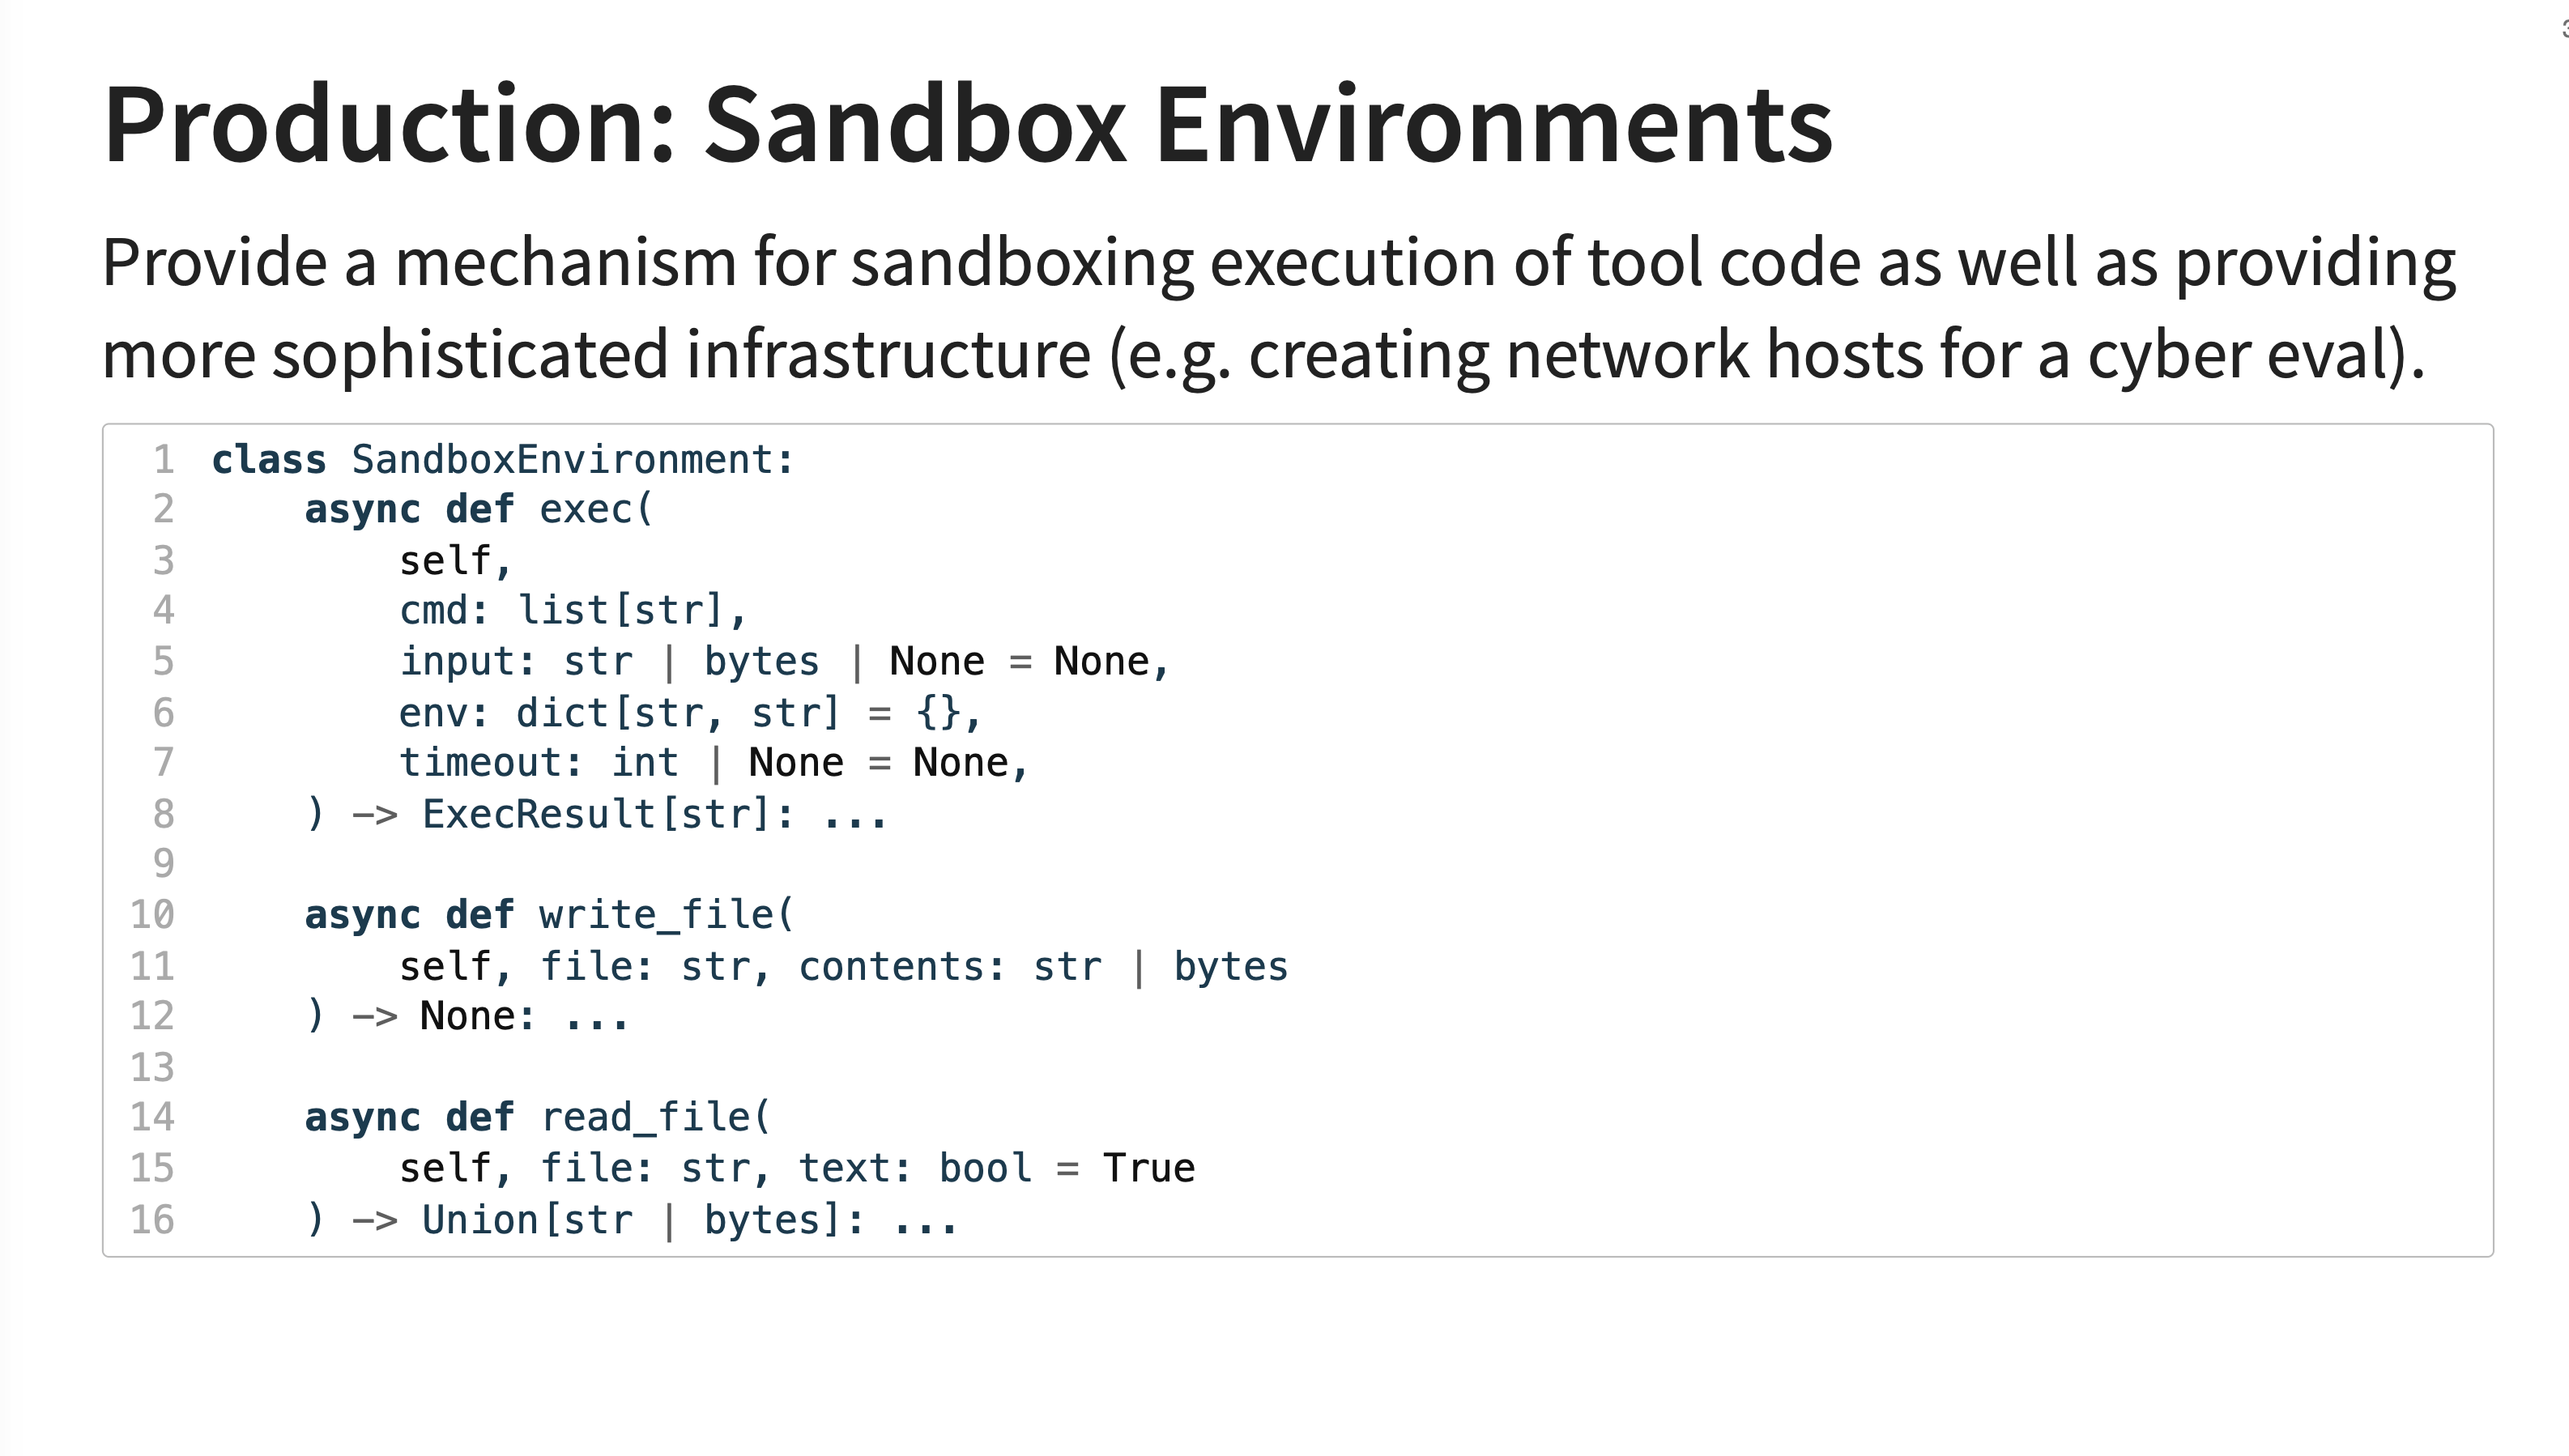 Production: Sandbox Environments
Provide a mechanism for sandboxing execution of tool code as well as providing
more sophisticated infrastructure (e.g. creating network hosts for a cyber eval).
1 class SandboxEnvironment:
2     async def exec(
3         self,
4         cmd: list[str],
5         input: str | bytes | None = None,
6         env: dict[str, str] = {},
7         timeout: int | None = None,
8     ) -> ExecResult[str]: ...
9
10     async def write_file(
11         self, file: str, contents: str | bytes
12     ) -> None: ...
13
14     async def read_file(
15         self, file: str, text: bool = True
16     ) -> Union[str | bytes]: ...